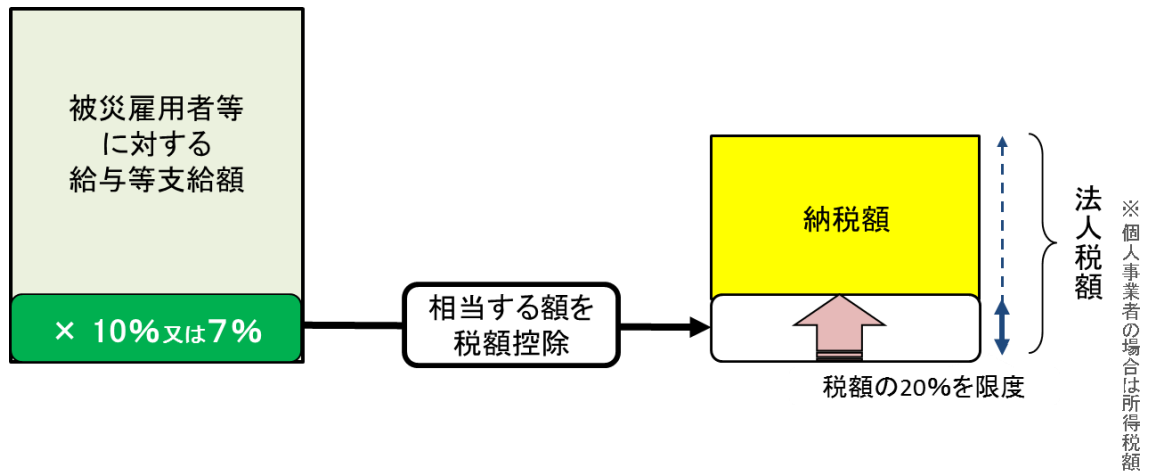 被災雇用者等
に対する
給与等支給額
× 10%又は7%
相当する額を
税額控除
納税額
税額の20%を限度
法人税額
※個人事業者の場合は所得税額